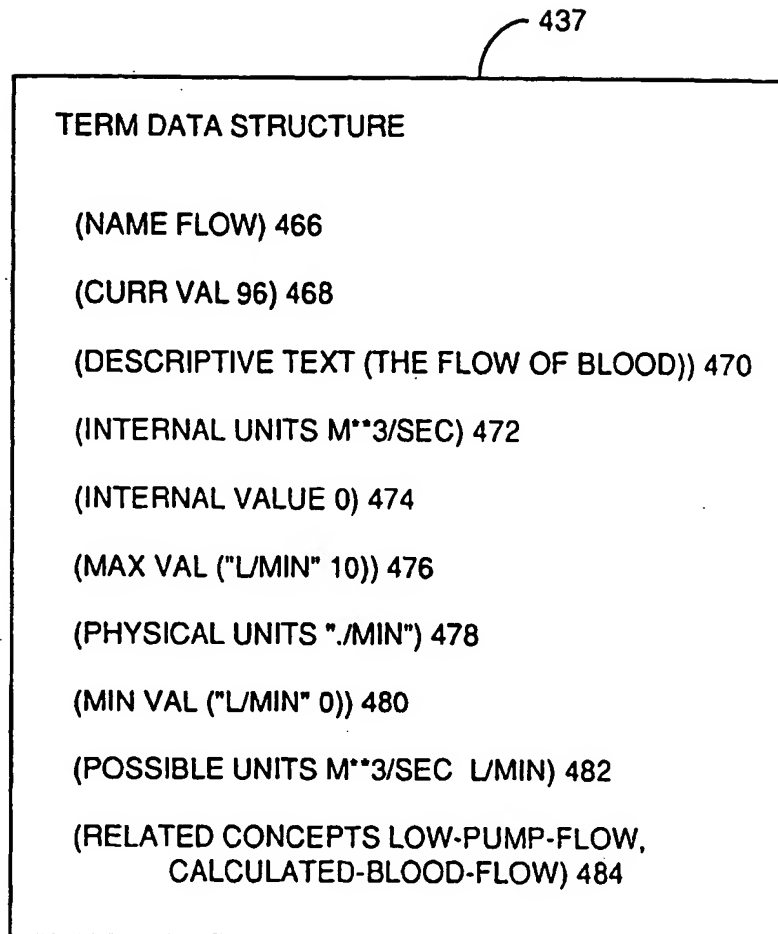 437
TERM DATA STRUCTURE
(NAME FLOW) 466
(CURR VAL 96) 468
(DESCRIPTIVE TEXT (THE FLOW OF BLOOD)) 470
(INTERNAL UNITS M**3/SEC) 472
(INTERNAL VALUE 0) 474
(MAX VAL ("L/MIN" 10)) 476
(PHYSICAL UNITS "./MIN") 478
(MIN VAL ("L/MIN" 0)) 480
(POSSIBLE UNITS M**3/SEC L/MIN) 482
(RELATED CONCEPTS LOW-PUMP-FLOW,
CALCULATED-BLOOD-FLOW) 484